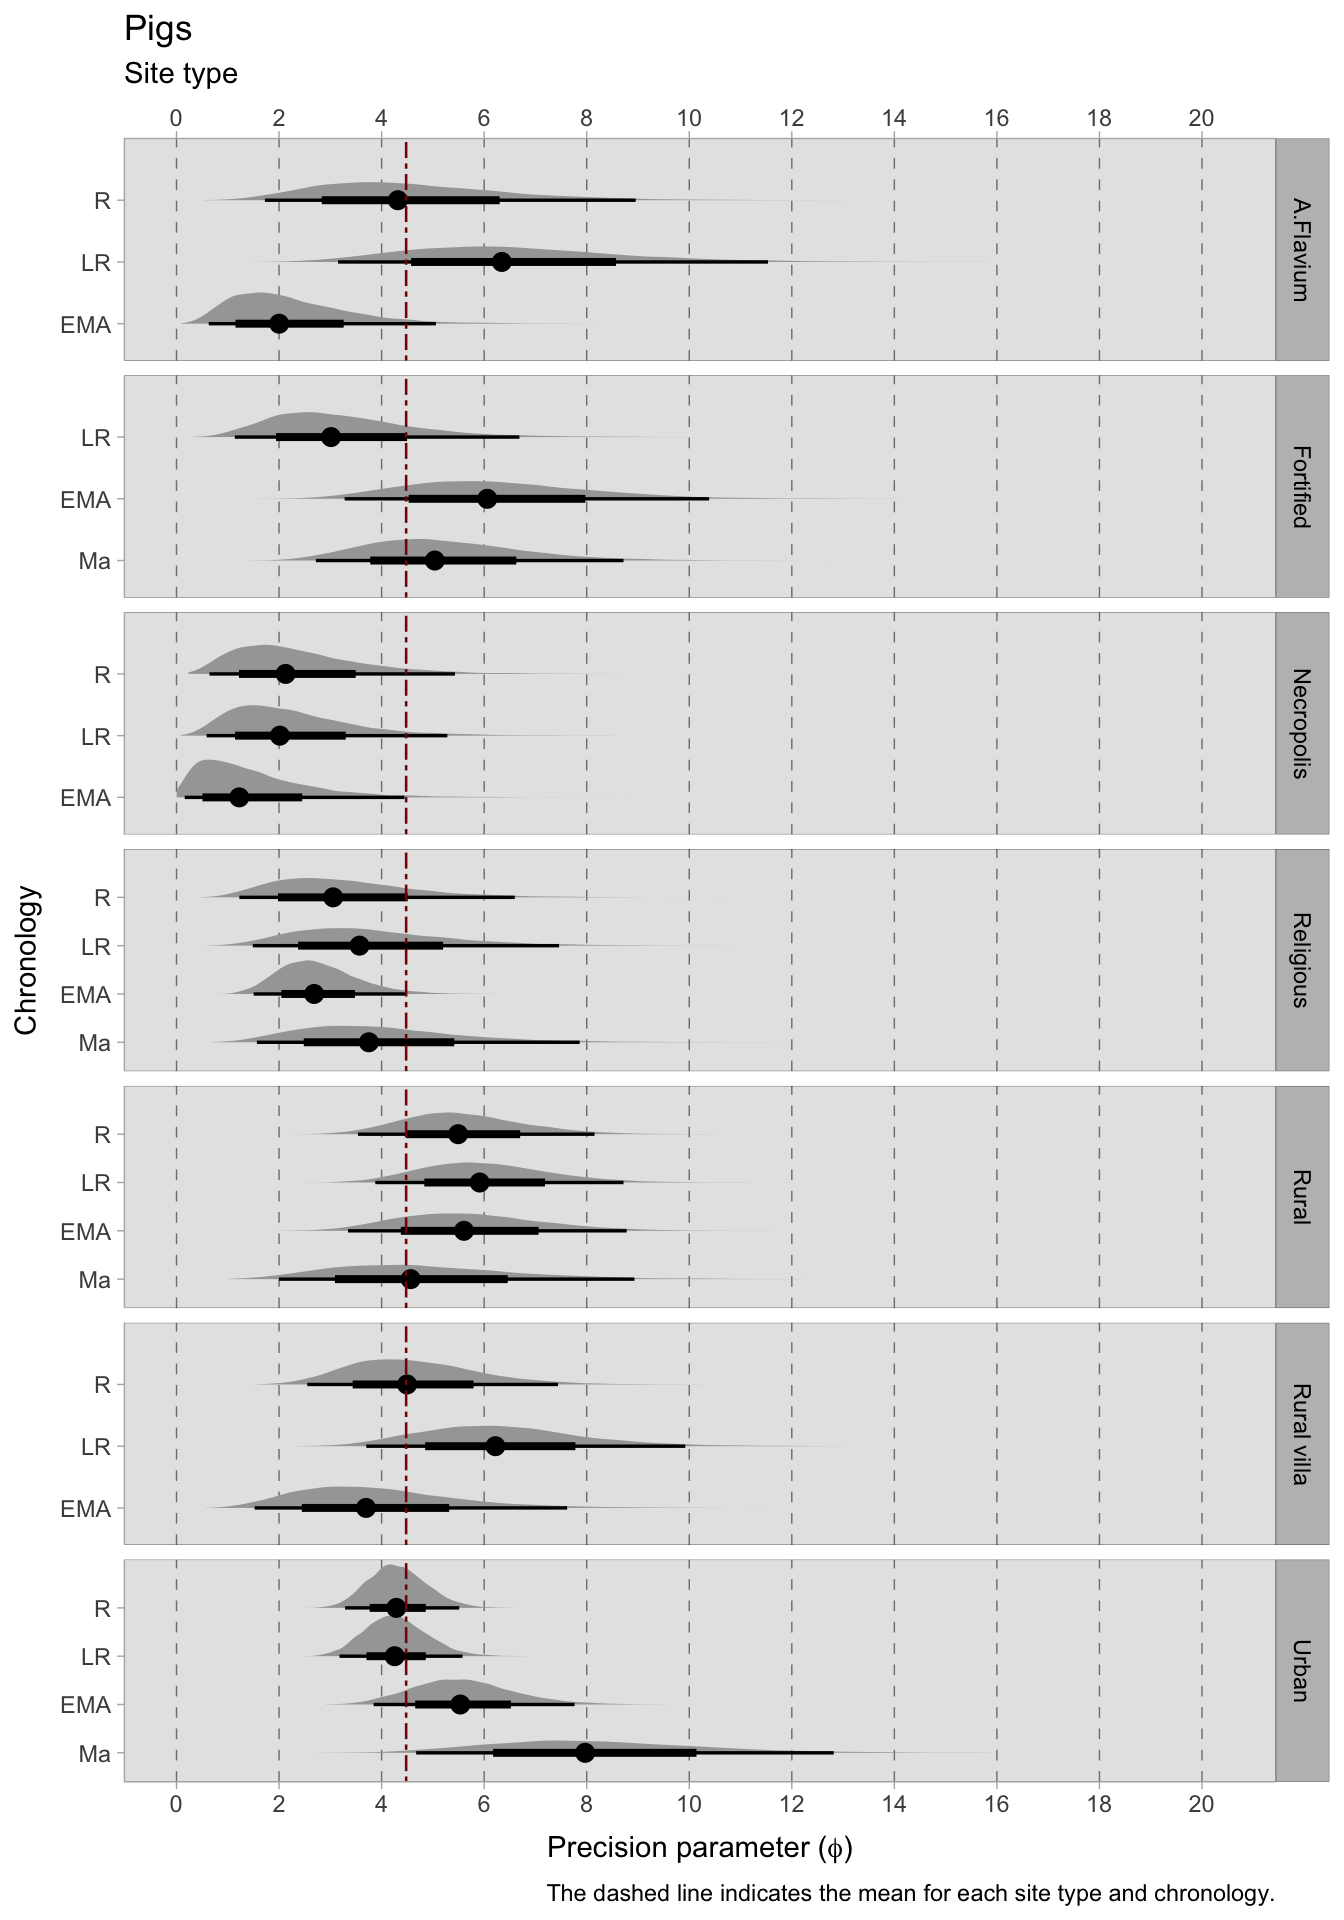 Pigs
Site type
0 2 4 6 8 10 12 14 16 18 20
R
LR
EMA
A.Flavium
LR
EMA
Ma
Fortified
R
LR
EMA
Necropolis
Chronology
R
LR
EMA
Ma
Religious
R
LR
EMA
Ma
Rural
R
LR
EMA
Rural villa
R
LR
EMA
Ma
Urban
0 2 4 6 8 10 12 14 16 18 20
Precision parameter (ϕ)
The dashed line indicates the mean for each site type and chronology.